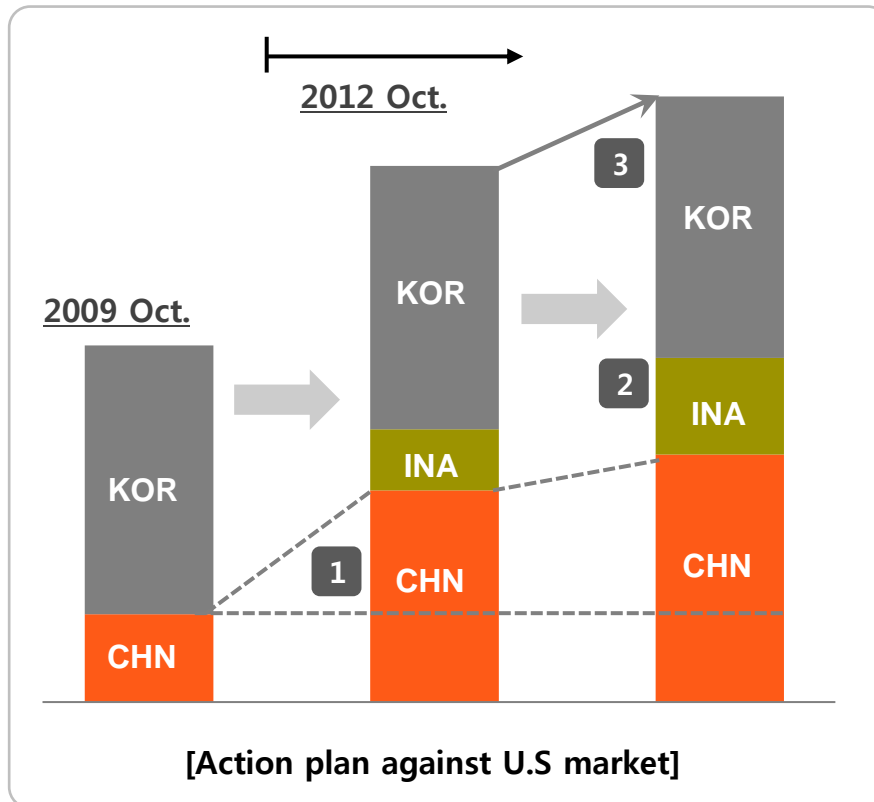 2012 Oct.
3
KOR
KOR
2009 Oct.
2
INA
KOR
INA
1
CHN
CHN
CHN
[Action plan against U.S market]